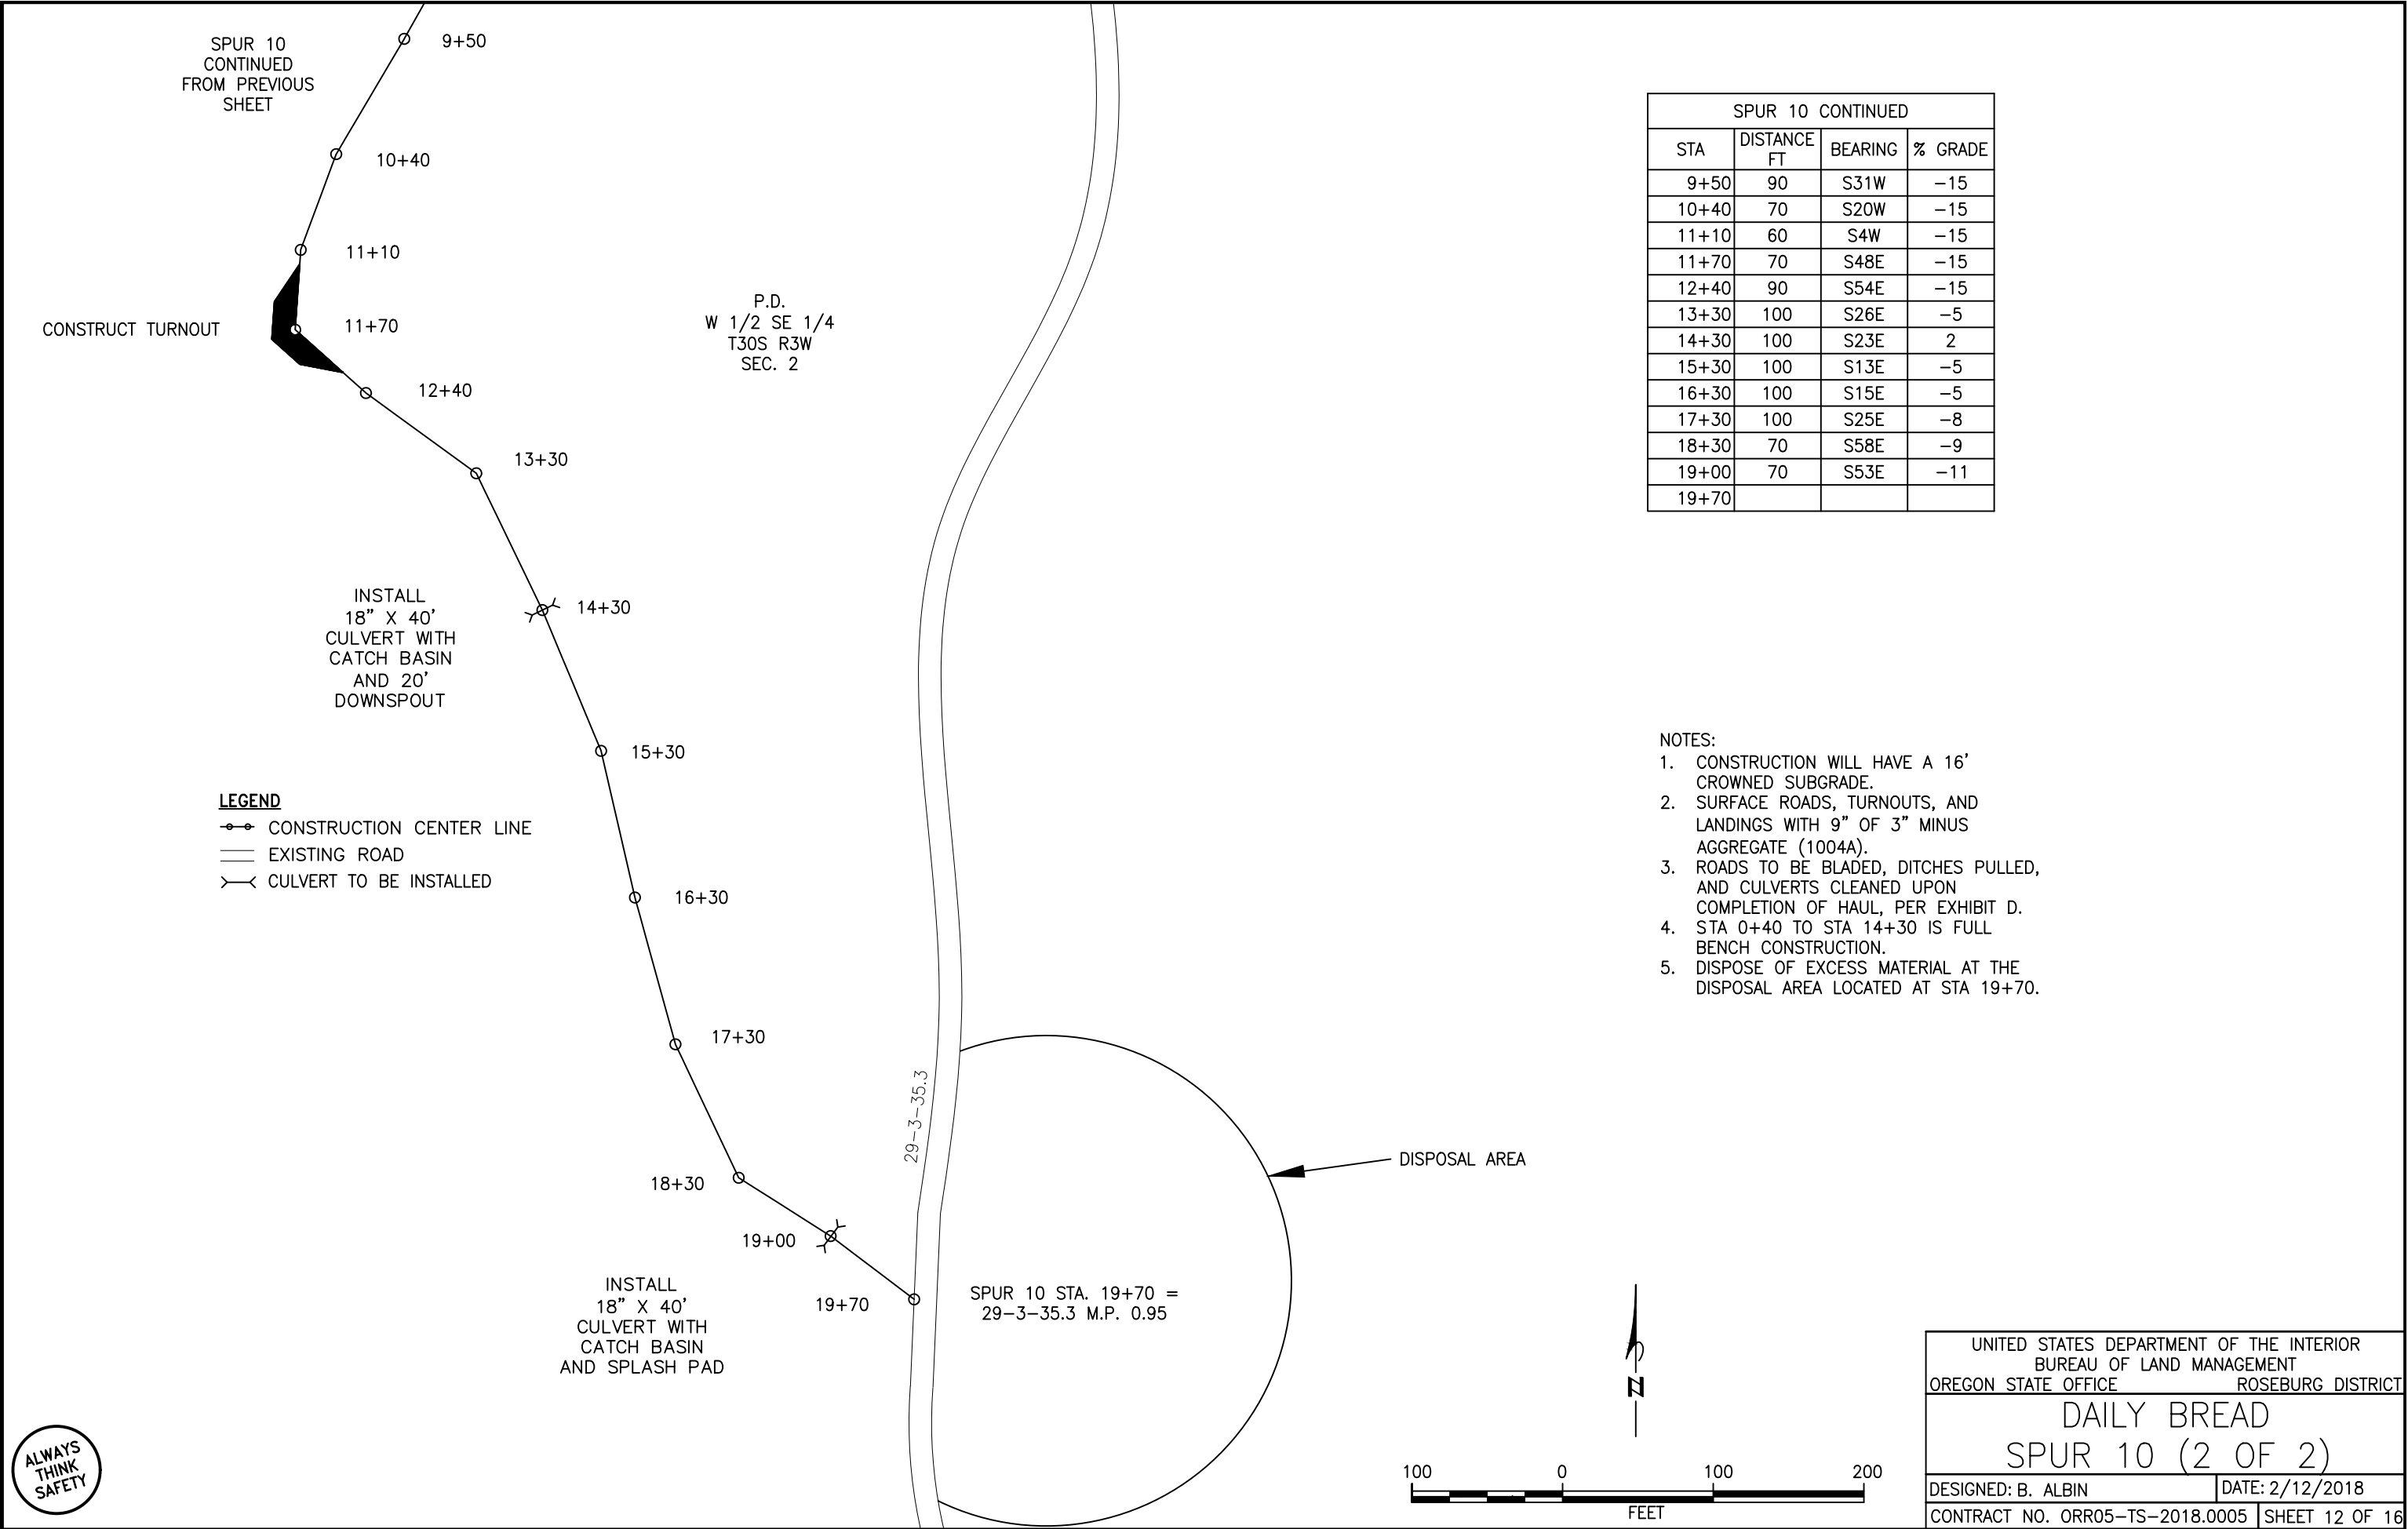 SPUR 10
CONTINUED
FROM PREVIOUS
SHEET
9+50
10+40
11+10
CONSTRUCT TURNOUT
11+70
12+40
13+30
P.D.
W 1/2 SE 1/4
T30S R3W
SEC. 2
INSTALL
18" X 40'
CULVERT WITH
CATCH BASIN
AND 20'
DOWNSPOUT
14+30
15+30
LEGEND
CONSTRUCTION CENTER LINE
EXISTING ROAD
CULVERT TO BE INSTALLED
16+30
17+30
29-3-35.3
18+30
19+00
INSTALL
18" X 40'
CULVERT WITH
CATCH BASIN
AND SPLASH PAD
19+70
SPUR 10 STA. 19+70 =
29-3-35.3 M.P. 0.95
DISPOSAL AREA
SPUR 10 CONTINUED
STA DISTANCE FT BEARING % GRADE
9+50 90 S31W -15
10+40 70 S20W -15
11+10 60 S4W -15
11+70 70 S48E -15
12+40 90 S54E -15
13+30 100 S26E -5
14+30 100 S23E 2
15+30 100 S13E -5
16+30 100 S15E -5
17+30 100 S25E -8
18+30 70 S58E -9
19+00 70 S53E -11
19+70
NOTES:
1. CONSTRUCTION WILL HAVE A 16'
CROWNED SUBGRADE.
2. SURFACE ROADS, TURNOUTS, AND
LANDINGS WITH 9" OF 3" MINUS
AGGREGATE (1004A).
3. ROADS TO BE BLADED, DITCHES PULLED,
AND CULVERTS CLEANED UPON
COMPLETION OF HAUL, PER EXHIBIT D.
4. STA 0+40 TO STA 14+30 IS FULL
BENCH CONSTRUCTION.
5. DISPOSE OF EXCESS MATERIAL AT THE
DISPOSAL AREA LOCATED AT STA 19+70.
N
100 0 100 200
FEET
ALWAYS
THINK
SAFETY
UNITED STATES DEPARTMENT OF THE INTERIOR
BUREAU OF LAND MANAGEMENT
OREGON STATE OFFICE ROSEBURG DISTRICT
DAILY BREAD
SPUR 10 (2 OF 2)
DESIGNED: B. ALBIN DATE: 2/12/2018
CONTRACT NO. ORR05-TS-2018.0005 SHEET 12 OF 16